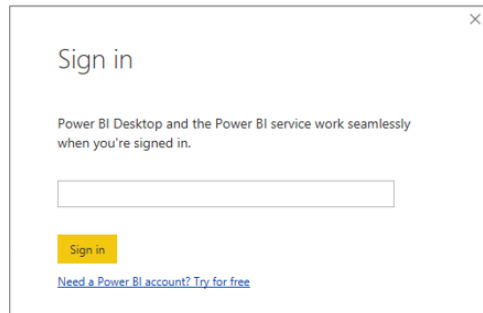 Sign in
Power BI Desktop and the Power BI service work seamlessly
when you're signed in.
Sign in
Need a Power BI account? Try for free